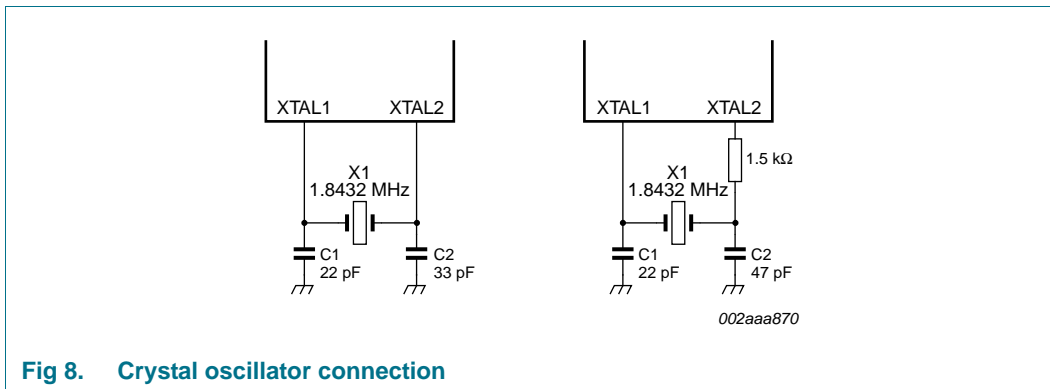 XTAL1 XTAL2
X1
1.8432 MHz
C1
22 pF
C2
33 pF
XTAL1 XTAL2
1.5 kΩ
X1
1.8432 MHz
C1
22 pF
C2
47 pF
002aaa870
Fig 8. Crystal oscillator connection